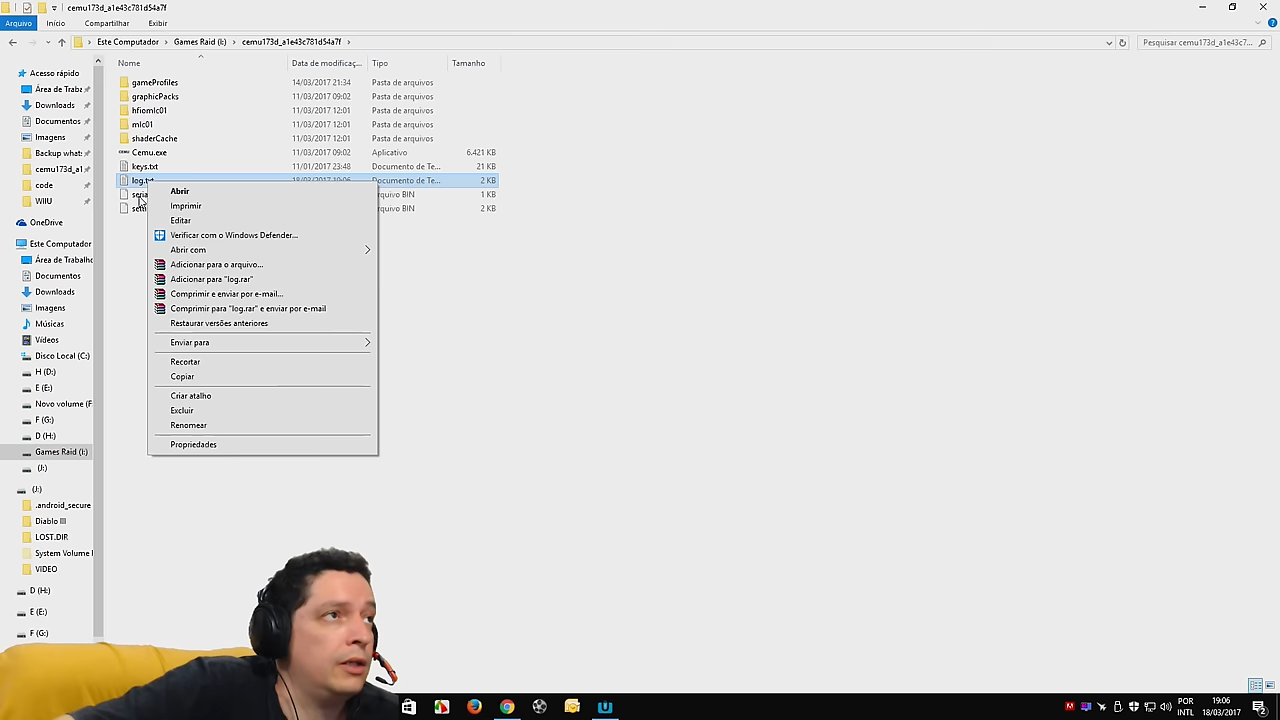 cemu173d_a1e43c781d54a7f
Arquivo Início Compartilhar Exibir
Este Computador Games Raid (I:) cemu173d_a1e43c781d54a7f
Pesquisar cemu173d_a1e43c7...
Nome Data de modificaç... Tipo Tamanho
gameProfiles 14/03/2017 21:34 Pasta de arquivos
graphicPacks 11/03/2017 09:02 Pasta de arquivos
hfiomlc01 11/03/2017 12:01 Pasta de arquivos
mlc01 11/03/2017 12:01 Pasta de arquivos
shaderCache 11/03/2017 12:01 Pasta de arquivos
Cemu.exe 11/03/2017 09:02 Aplicativo 6.421 KB
keys.txt 11/01/2017 23:48 Documento de Te... 21 KB
log.txt 18/03/2017 19:06 Documento de Te... 2 KB
rquivo BIN 1 KB
rquivo BIN 2 KB
Acesso rápido
Área de Traba
Downloads
Documentos
Imagens
Backup what:
cemu173d_a1
code
WIIU
OneDrive
Este Computador
Área de Trabalho
Documentos
Downloads
Imagens
Músicas
Vídeos
Disco Local (C:)
H (D:)
E (E:)
Novo volume (F
F (G:)
D (H:)
Games Raid (I:)
(J:)
(J:)
.android_secure
Diablo III
LOST.DIR
System Volume I
VIDEO
D (H:)
E (E:)
F (G:)
Abrir
Imprimir
Editar
Verificar com o Windows Defender...
Abrir com
Adicionar para o arquivo...
Adicionar para "log.rar"
Comprimir e enviar por e-mail...
Comprimir para "log.rar" e enviar por e-mail
Restaurar versões anteriores
Enviar para
Recortar
Copiar
Criar atalho
Excluir
Renomear
Propriedades
POR
INTL
19:06
18/03/2017